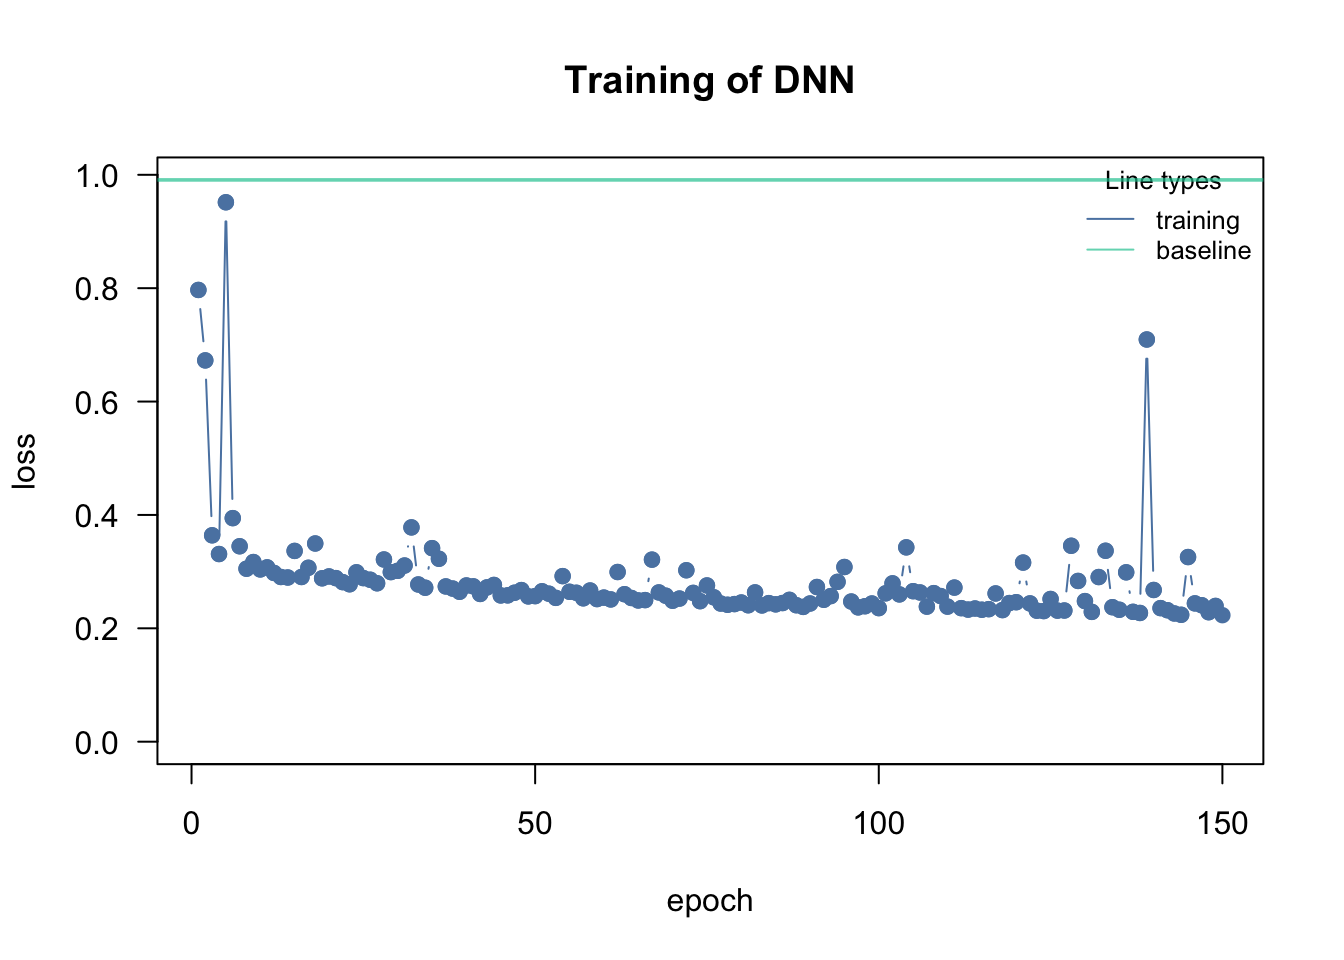 Training of DNN
1.0
0.8
0.6
0.4
0.2
0.0
loss
Line types
training
baseline
0 50 100 150
epoch